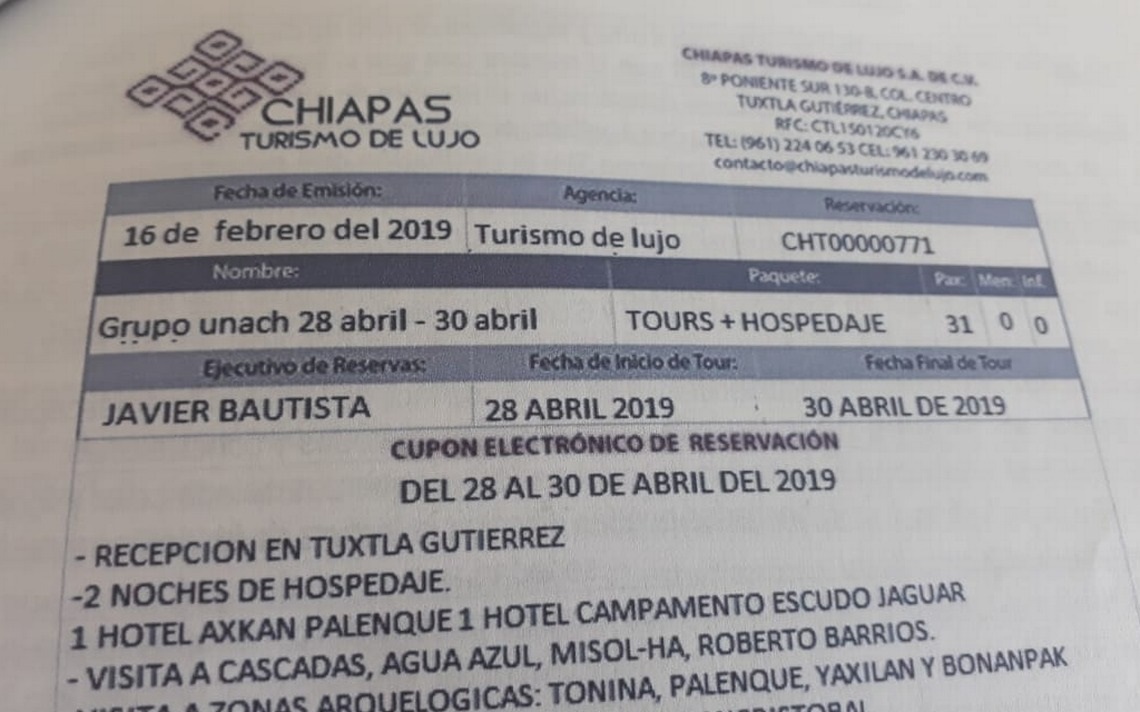 CHIAPAS
TURISMO DE LUJO
CHIAPAS TURISMO DE LUJO S.A. DE C.V.
8ª PONIENTE SUR 130-B, COL. CENTRO
TUXTLA GUTIÉRREZ, CHIAPAS
RFC: CTL150120CY6
TEL: (961) 224 06 53 CEL: 961 230 30 69
contacto@chiapasturismodelujo.com
Fecha de Emisión: Agencia: Reservación:
16 de febrero del 2019 Turismo de lujo CHT00000771
Nombre: Paquete: Pax: Men: Inf.
Grupo unach 28 abril - 30 abril TOURS + HOSPEDAJE 31 0 0
Ejecutivo de Reservas: Fecha de Inicio de Tour: Fecha Final de Tour
JAVIER BAUTISTA 28 ABRIL 2019 30 ABRIL DE 2019
CUPON ELECTRÓNICO DE RESERVACIÓN
DEL 28 AL 30 DE ABRIL DEL 2019
- RECEPCION EN TUXTLA GUTIERREZ
-2 NOCHES DE HOSPEDAJE.
1 HOTEL AXKAN PALENQUE 1 HOTEL CAMPAMENTO ESCUDO JAGUAR
- VISITA A CASCADAS, AGUA AZUL, MISOL-HA, ROBERTO BARRIOS.
VISITA A ZONAS ARQUELOGICAS: TONINA, PALENQUE, YAXILAN Y BONANPAK